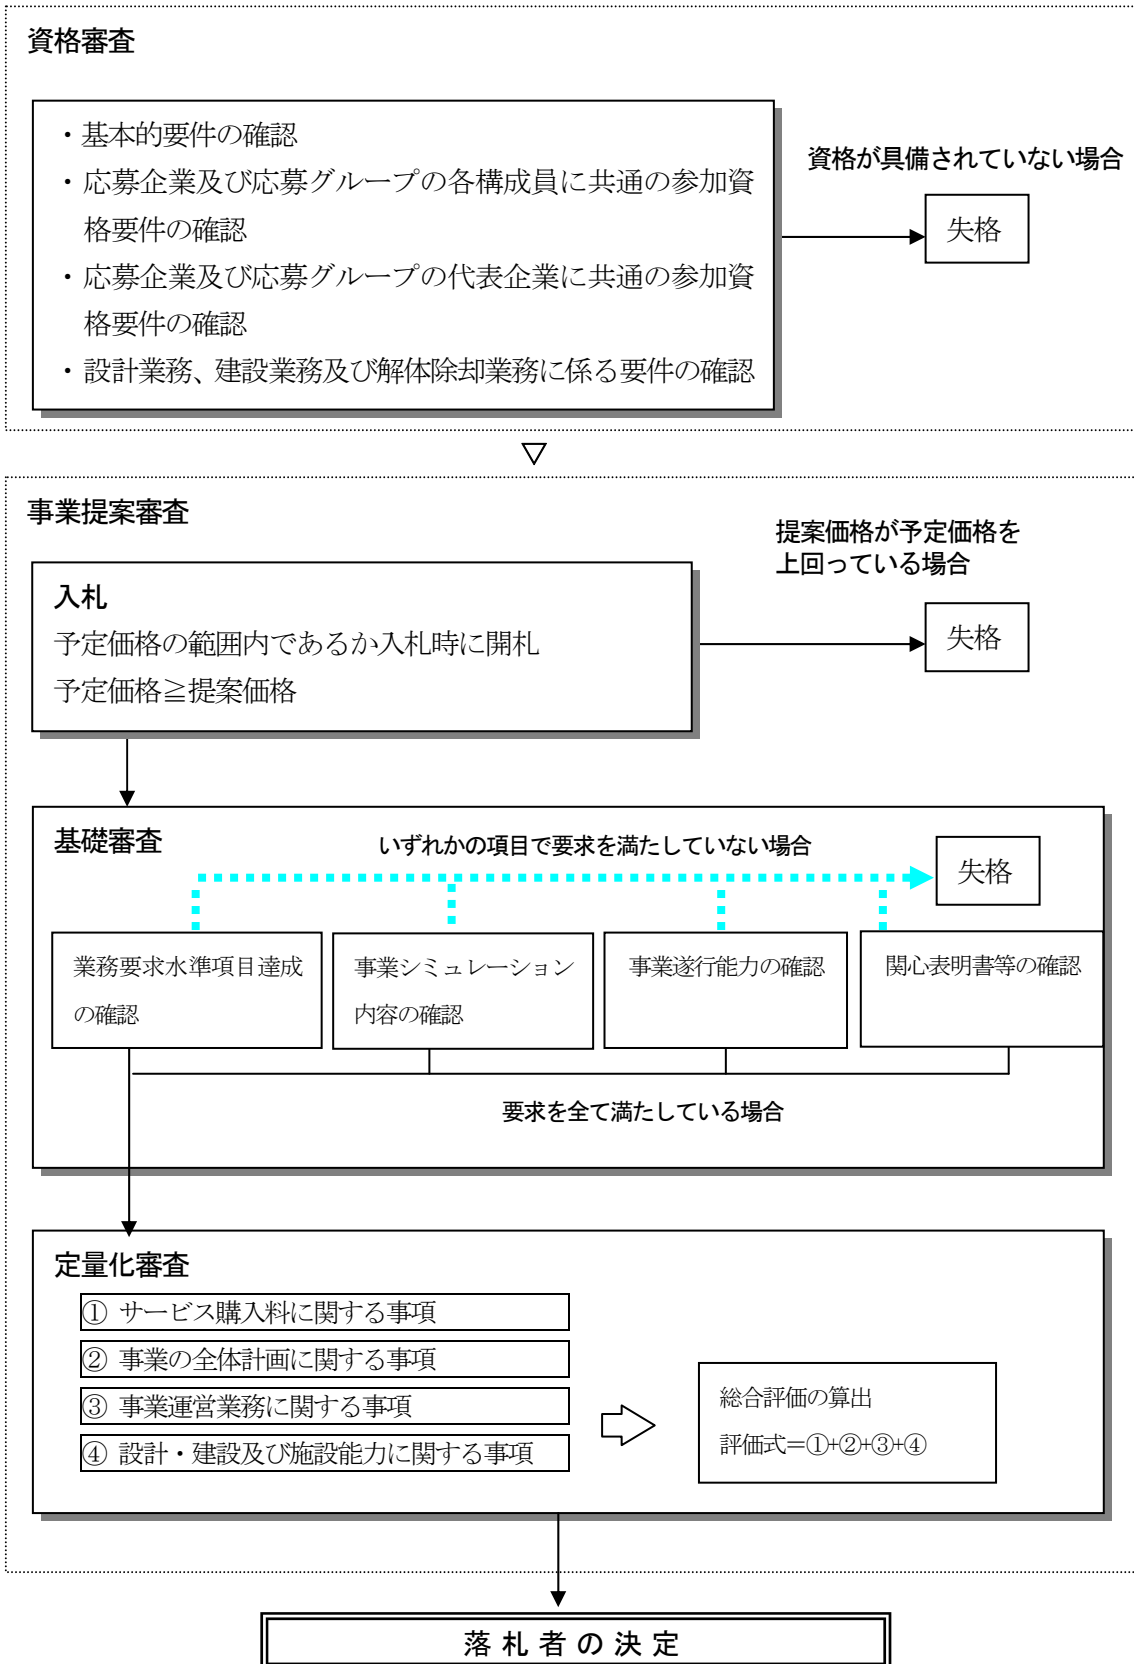 資格審査
・基本的要件の確認
・応募企業及び応募グループの各構成員に共通の参加資
格要件の確認
・応募企業及び応募グループの代表企業に共通の参加資
格要件の確認
・設計業務、建設業務及び解体除却業務に係る要件の確認
資格が具備されていない場合
失格
事業提案審査
提案価格が予定価格を
上回っている場合
入札
予定価格の範囲内であるか入札時に開札
予定価格≧提案価格
失格
基礎審査
いずれかの項目で要求を満たしていない場合
失格
業務要求水準項目達成
の確認
事業シミュレーション
内容の確認
事業遂行能力の確認
関心表明書等の確認
要求を全て満たしている場合
定量化審査
① サービス購入料に関する事項
② 事業の全体計画に関する事項
③ 事業運営業務に関する事項
④ 設計・建設及び施設能力に関する事項
総合評価の算出
評価式=①+②+③+④
落札者の決定